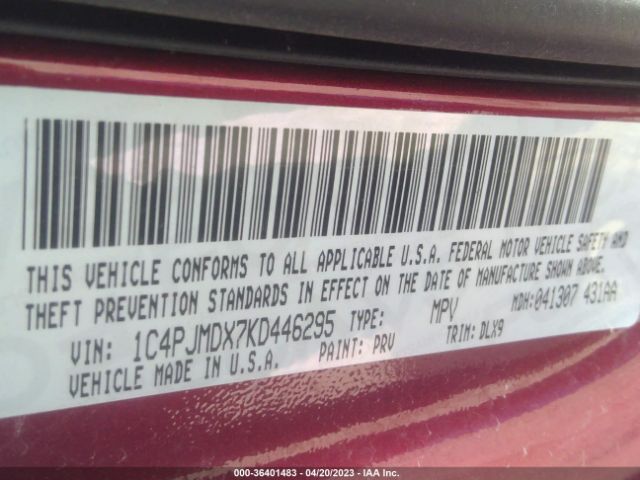 THIS VEHICLE CONFORMS TO ALL APPLICABLE U.S.A. FEDERAL MOTOR VEHICLE SAFETY AND
THEFT PREVENTION STANDARDS IN EFFECT ON THE DATE OF MANUFACTURE SHOWN ABOVE.
VIN: 1C4PJMDX7KD446295 TYPE: MPV MDH:041307 431AA
VEHICLE MADE IN U.S.A. PAINT: PRV TRIM: DLX9
000-36401483 - 04/20/2023 - IAA Inc.